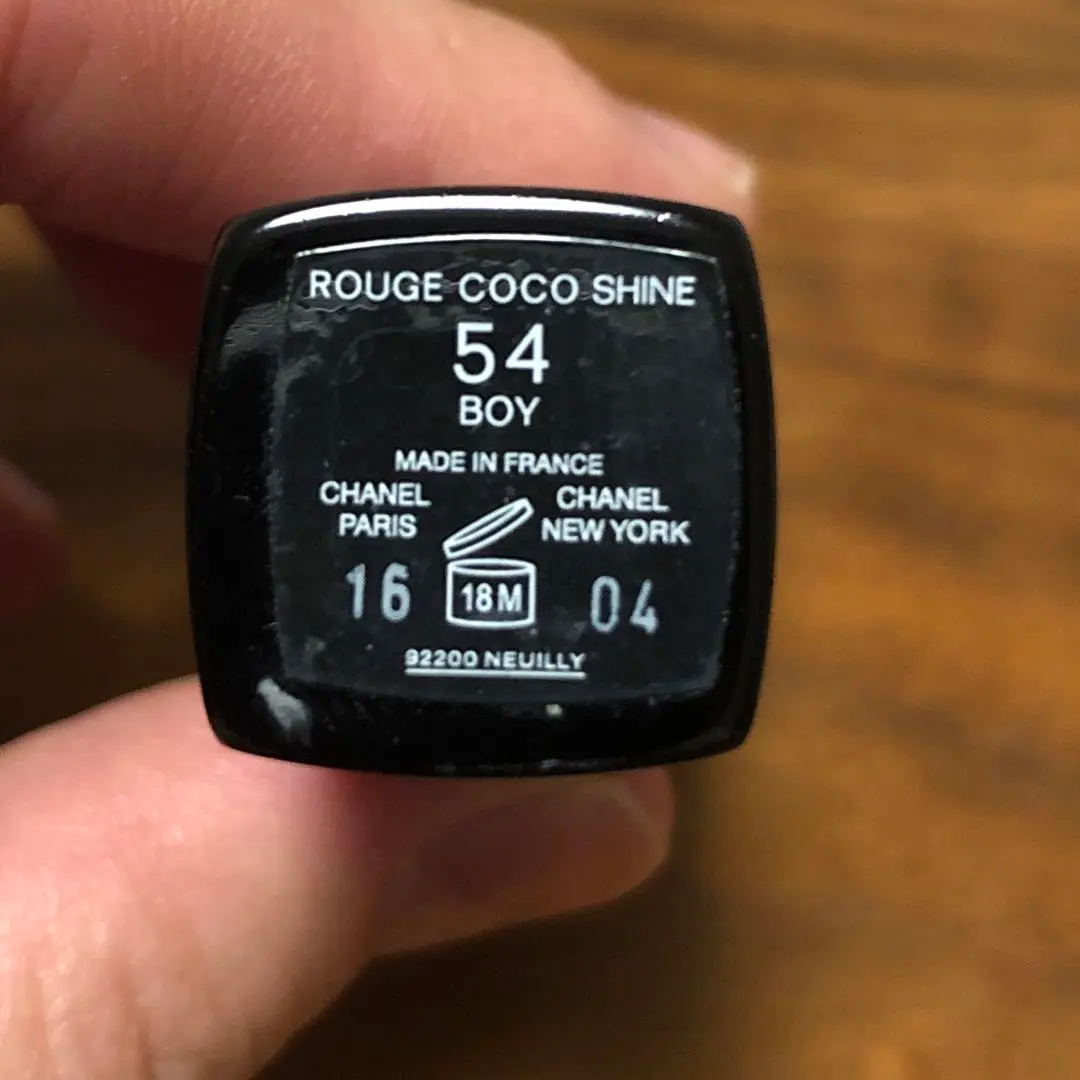 ROUGE COCO SHINE
54
BOY
MADE IN FRANCE
CHANEL
PARIS
CHANEL
NEW YORK
16
18M
04
92200 NEUILLY